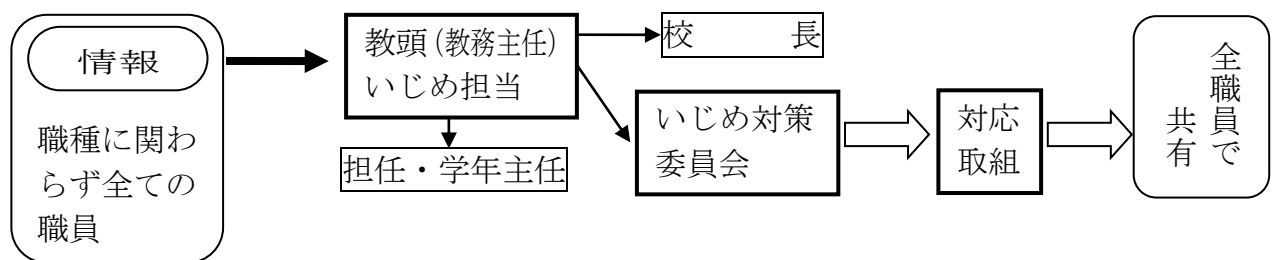 情報
職種に関わ
らず全ての
職員
教頭（教務主任）
いじめ担当
担任・学年主任
校　　長
いじめ対策
委員会
対応
取組
全職員で
共有